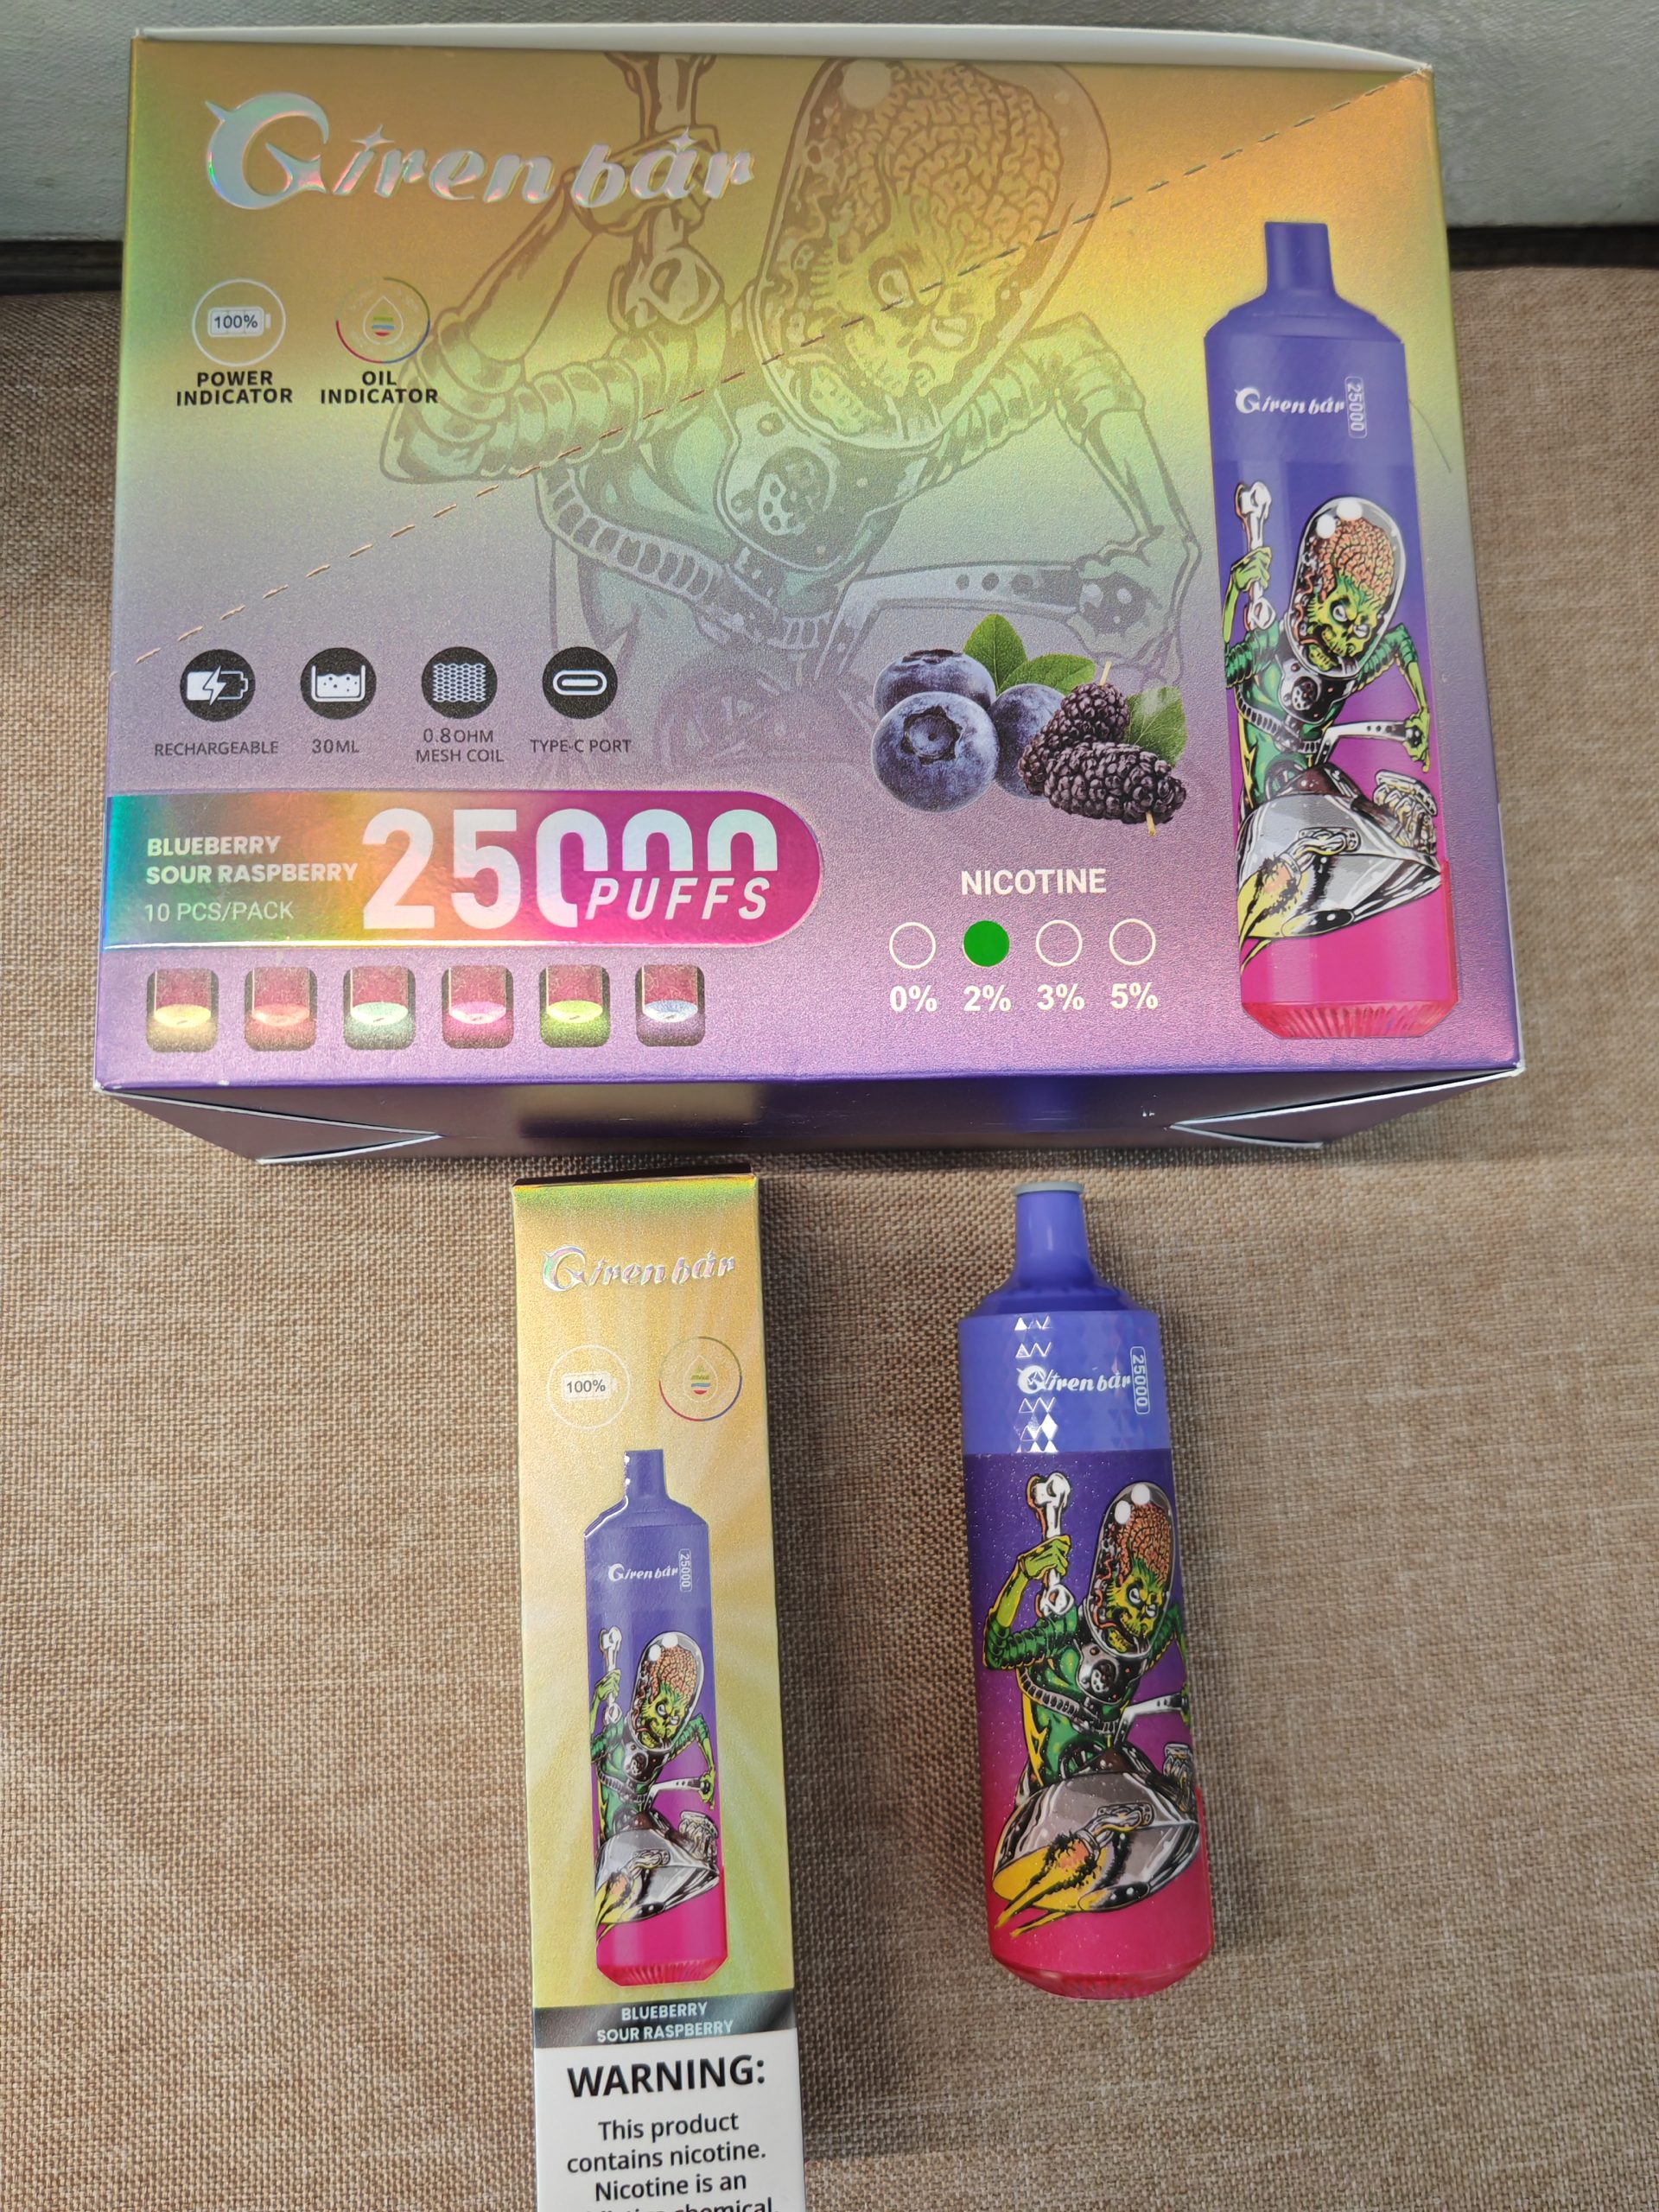 Girenbar
100%
POWER
INDICATOR
OIL
INDICATOR
Girenbar
25000
RECHARGEABLE
30ML
0.8OHM
MESH COIL
TYPE-C PORT
BLUEBERRY
SOUR RASPBERRY
10 PCS/PACK
25000
PUFFS
NICOTINE
0% 2% 3% 5%
Girenbar
100%
Girenbar
25000
BLUEBERRY
SOUR RASPBERRY
WARNING:
This product
contains nicotine.
Nicotine is an
chemical
Girenbar
25000